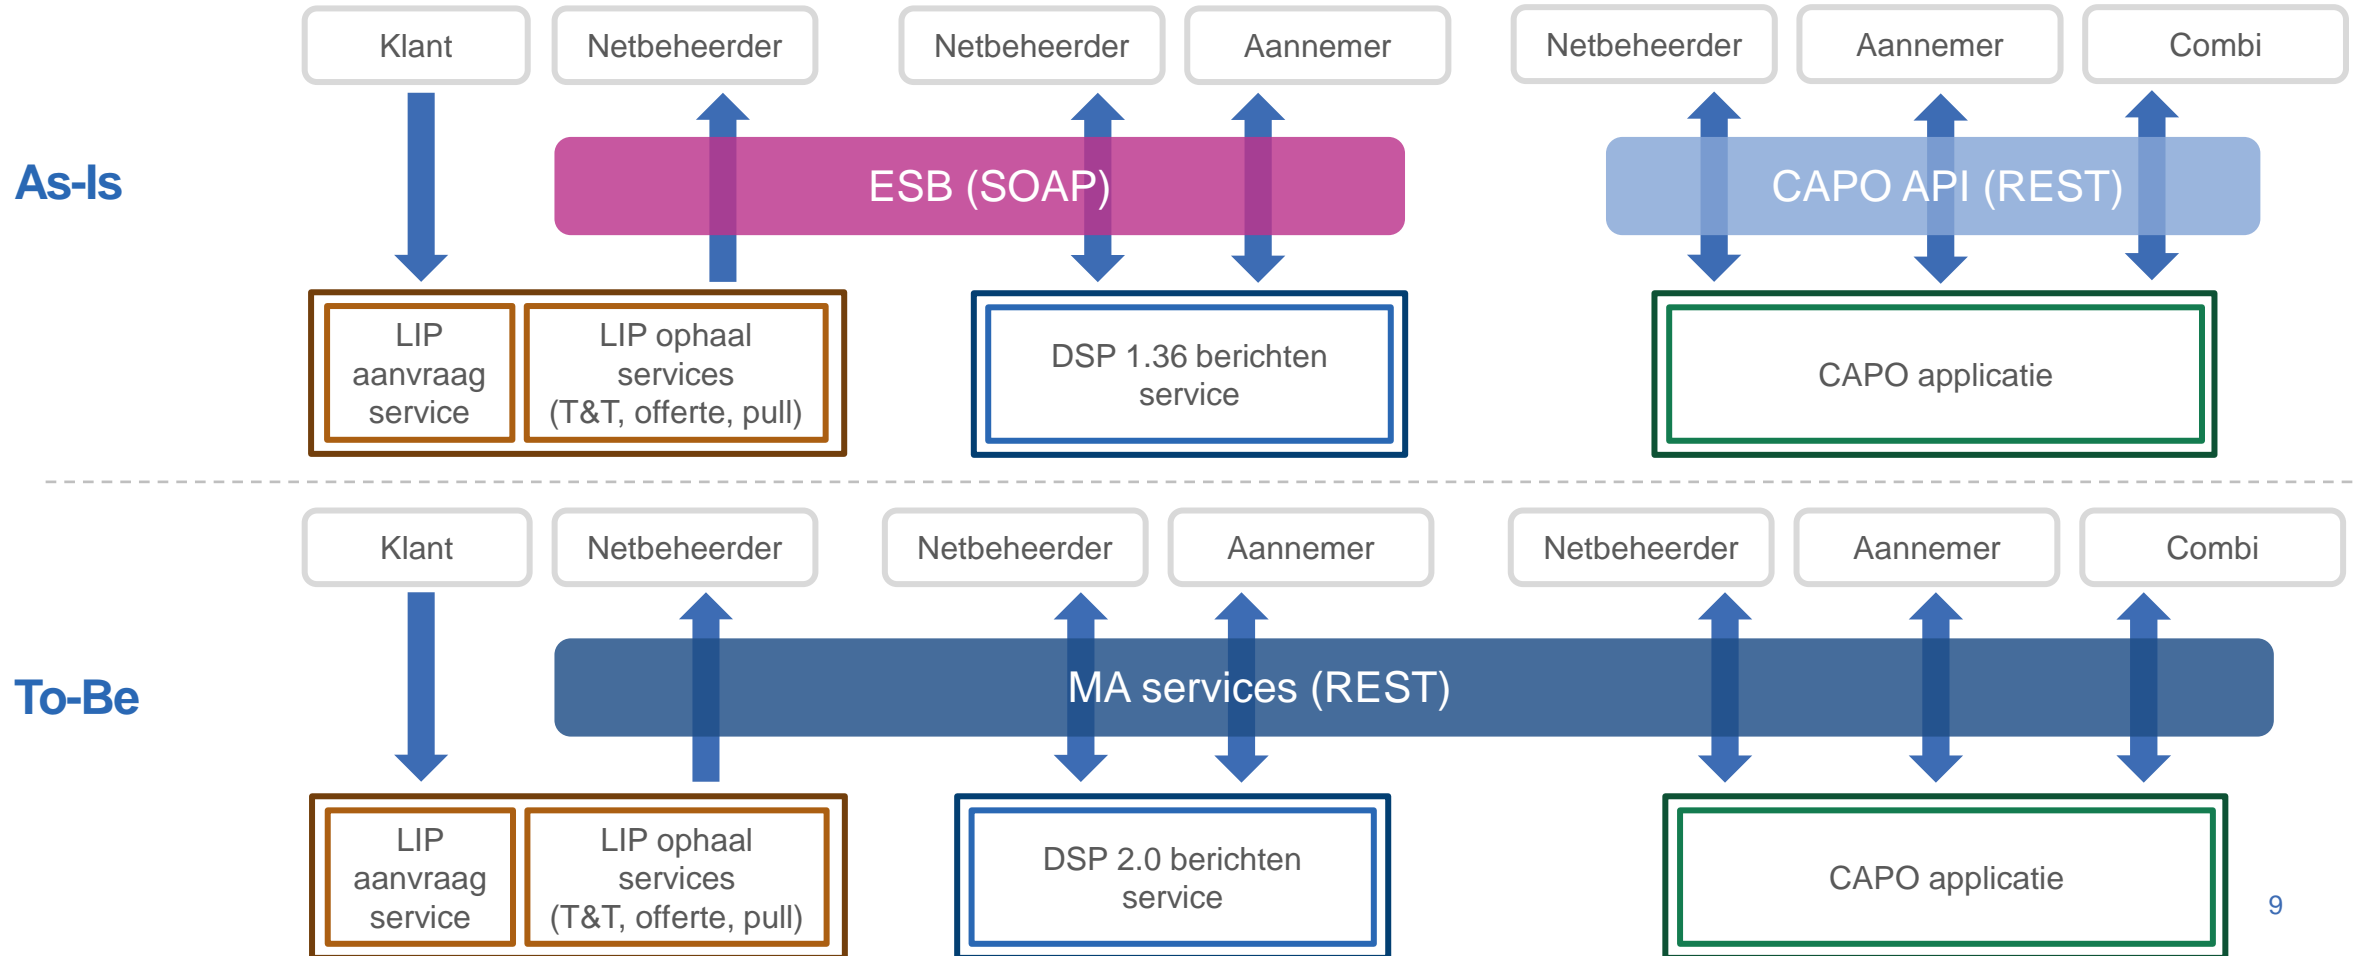 Klant
Netbeheerder
Netbeheerder
Aannemer
Netbeheerder
Aannemer
Combi
As-Is
ESB (SOAP)
CAPO API (REST)
LIP
aanvraag
service
LIP ophaal
services
(T&T, offerte, pull)
DSP 1.36 berichten
service
CAPO applicatie
Klant
Netbeheerder
Netbeheerder
Aannemer
Netbeheerder
Aannemer
Combi
To-Be
MA services (REST)
LIP
aanvraag
service
LIP ophaal
services
(T&T, offerte, pull)
DSP 2.0 berichten
service
CAPO applicatie
9